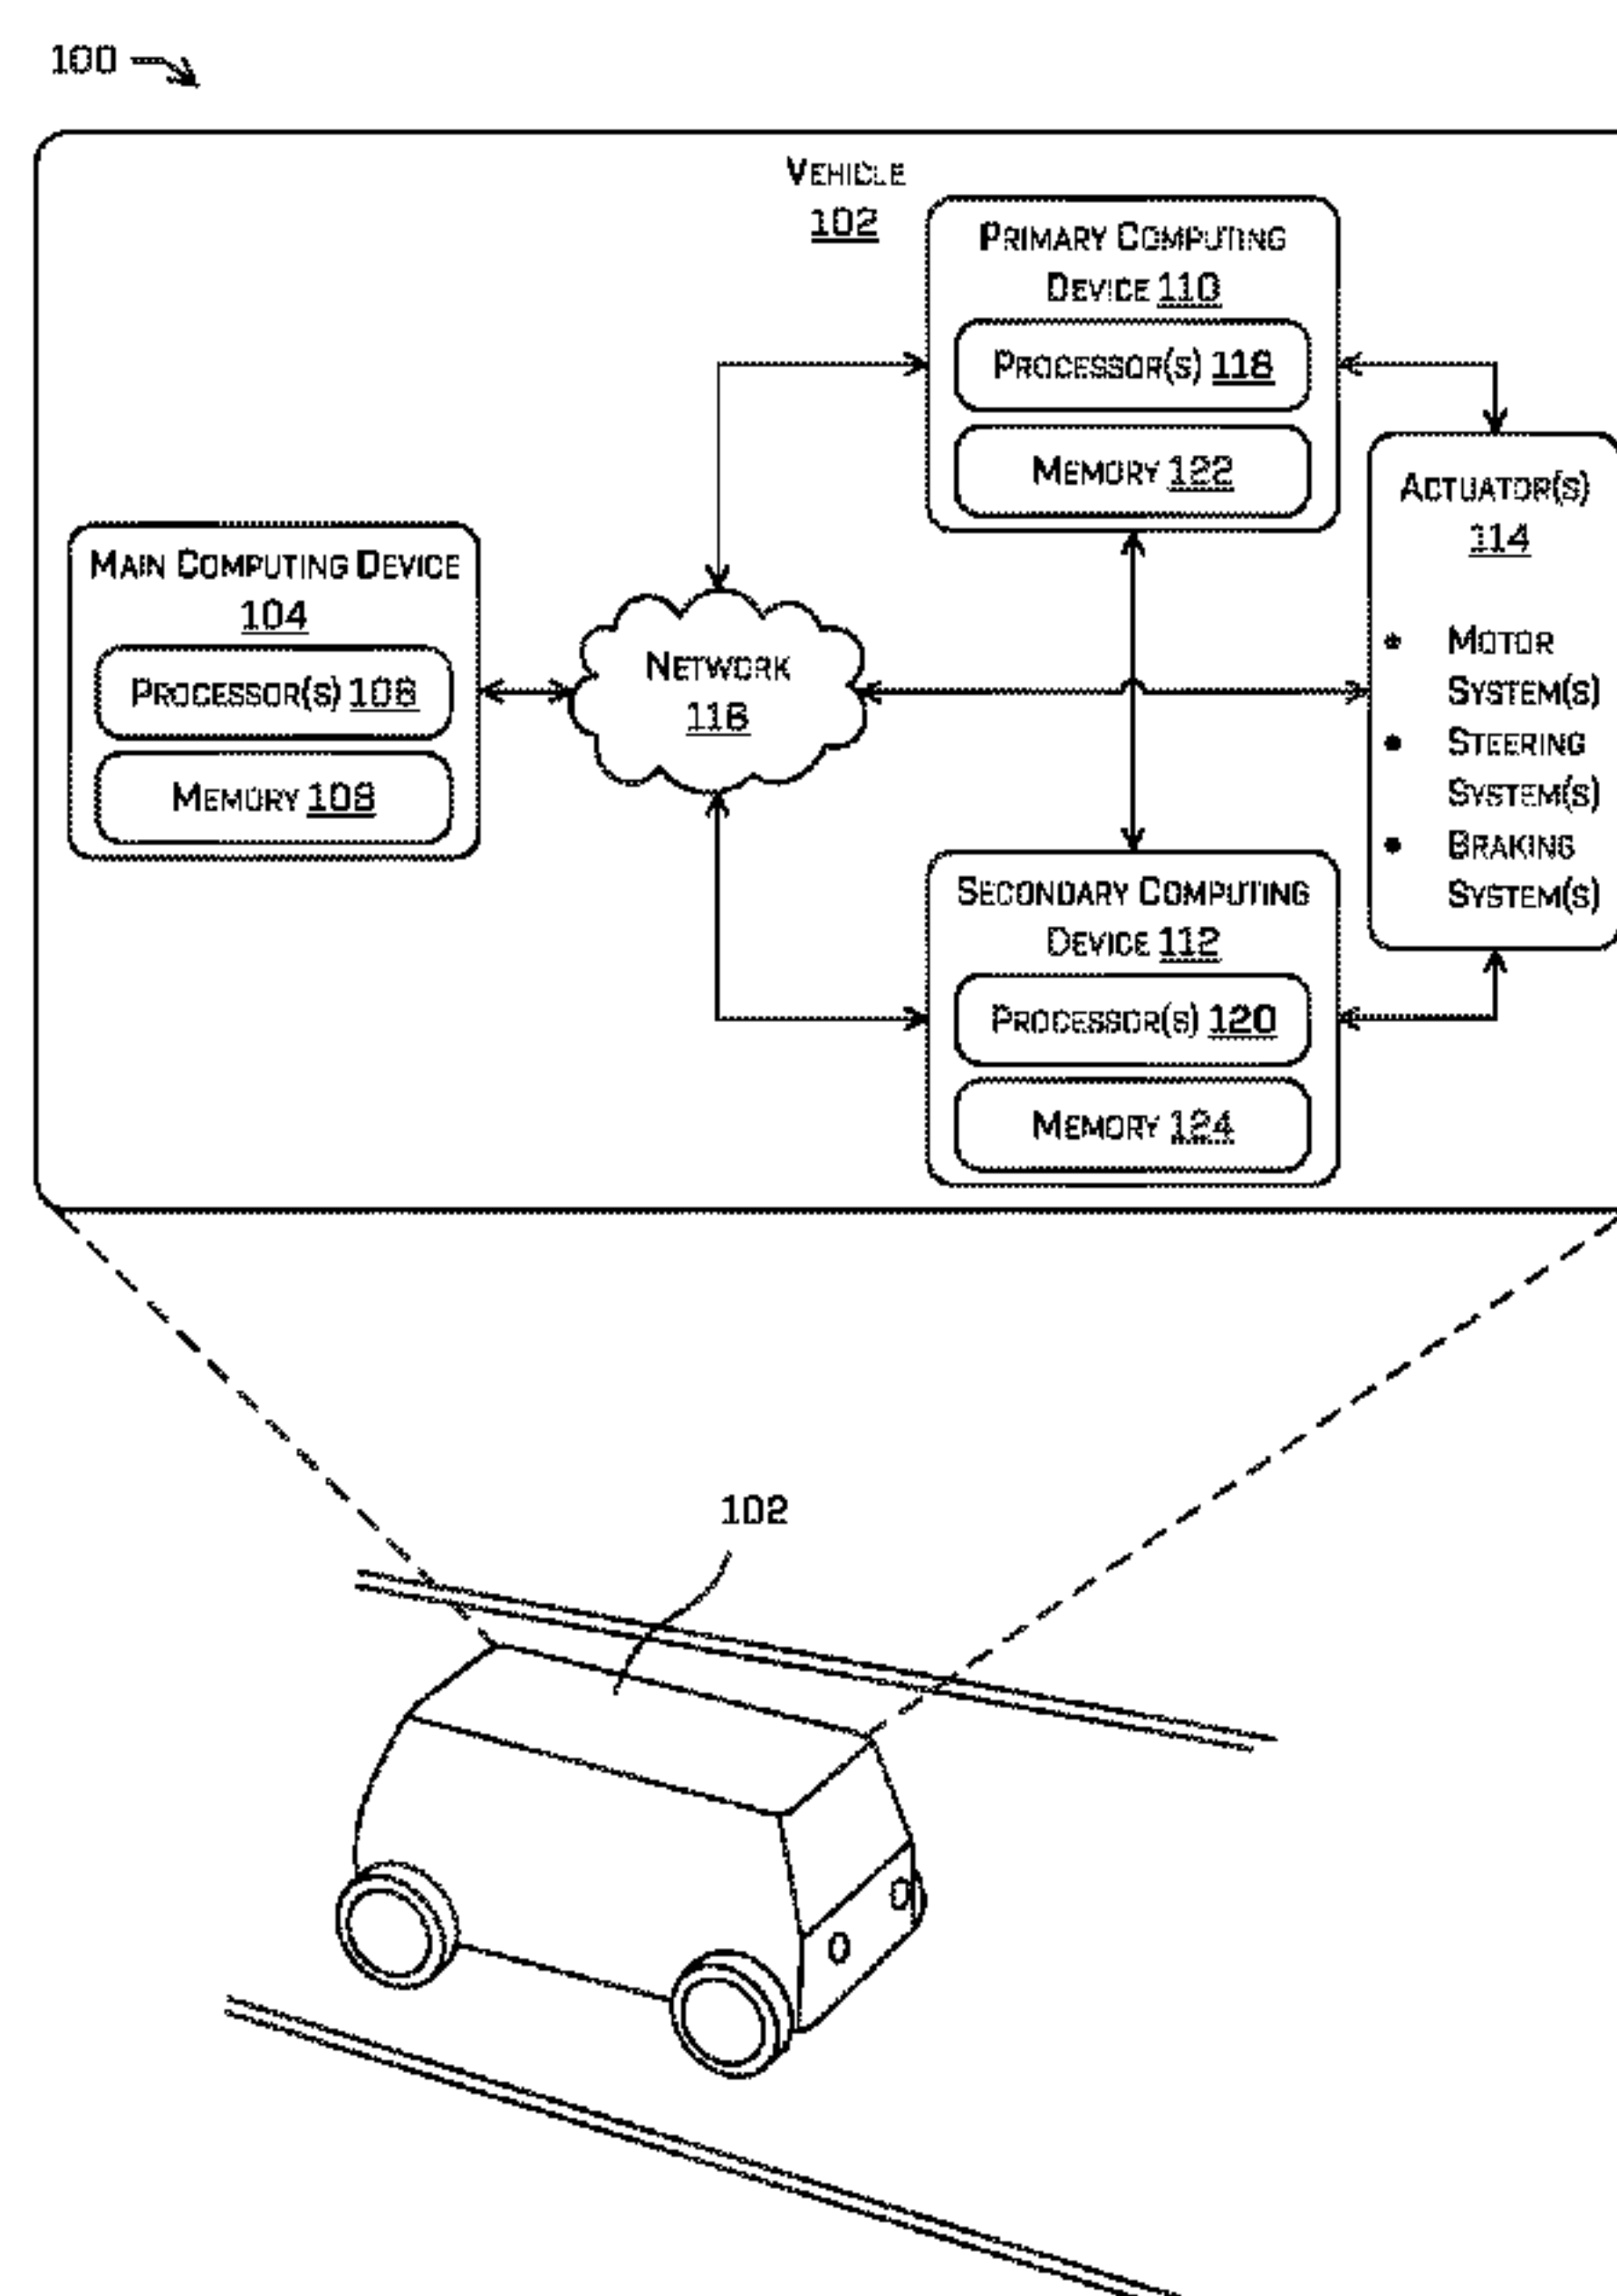 100
VEHICLE
102
PRIMARY COMPUTING
DEVICE 110
PROCESSOR(S) 118
MEMORY 122
ACTUATOR(S)
114
• MOTOR
SYSTEM(S)
• STEERING
SYSTEM(S)
• BRAKING
SYSTEM(S)
MAIN COMPUTING DEVICE
104
PROCESSOR(S) 106
MEMORY 108
NETWORK
116
SECONDARY COMPUTING
DEVICE 112
PROCESSOR(S) 120
MEMORY 124
102